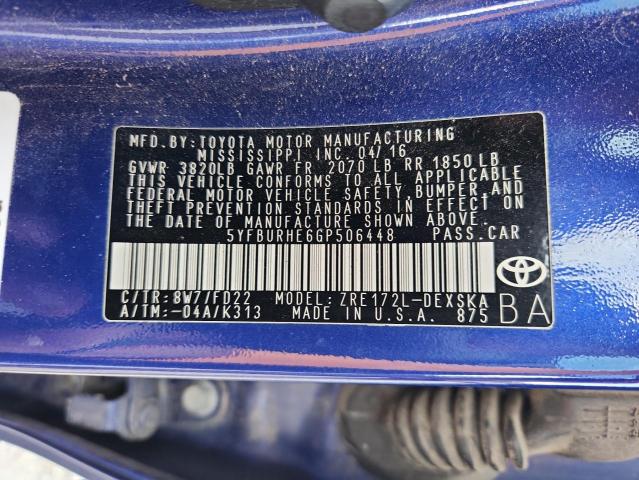 MFD.BY:TOYOTA MOTOR MANUFACTURING
MISSISSIPPI INC. 04/16
GVWR 3820LB GAWR FR 2070 LB RR 1850 LB
THIS VEHICLE CONFORMS TO ALL APPLICABLE
FEDERAL MOTOR VEHICLE SAFETY, BUMPER AND
THEFT PREVENTION STANDARDS IN EFFECT ON
THE DATE OF MANUFACTURE SHOWN ABOVE.
5YFBURHE6GP506448 PASS.CAR
C/TR:8W7/FD22 MODEL:ZRE172L-DEXSKA
A/TM:-04A/K313 MADE IN U.S.A. 875
BA